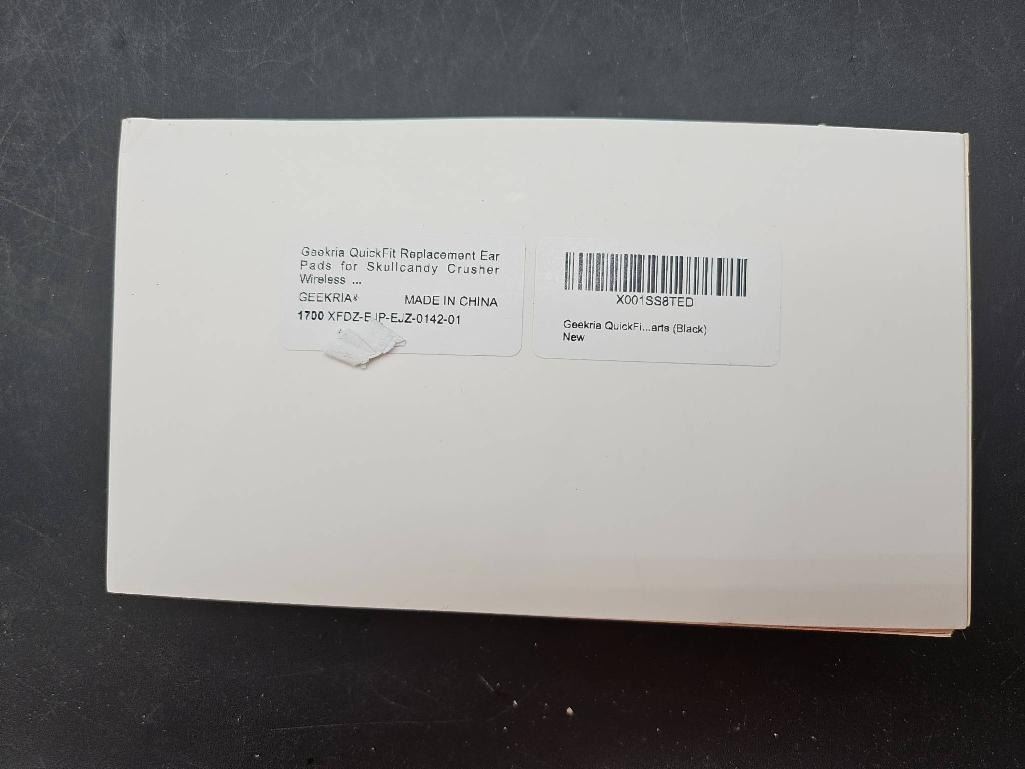 Geekria QuickFit Replacement Ear
Pads for Skullcandy Crusher
Wireless ...
GEEKRIA®
MADE IN CHINA
1700 XFDZ-EJP-EJZ-0142-01
X001SS8TED
Geekria QuickFi...arts (Black)
New